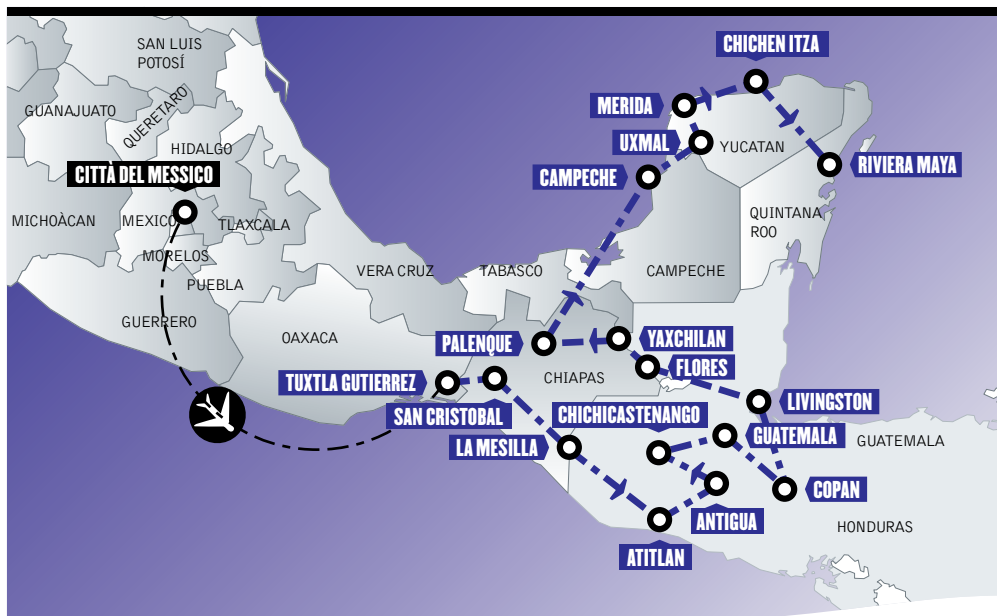 CHICHEN ITZA
SAN LUIS
POTOSÍ
MERIDA
GUANAJUATO
QUERETARO
UXMAL
YUCATAN
HIDALGO
RIVIERA MAYA
CITTÀ DEL MESSICO
CAMPECHE
MICHOÀCAN
MEXICO
TLAXCALA
QUINTANA
ROO
MORELOS
VERA CRUZ
TABASCO
CAMPECHE
PUEBLA
GUERRERO
OAXACA
PALENQUE
YAXCHILAN
FLORES
TUXTLA GUTIERREZ
CHIAPAS
SAN CRISTOBAL
CHICHICASTENANGO
LIVINGSTON
LA MESILLA
GUATEMALA
GUATEMALA
COPAN
ANTIGUA
HONDURAS
ATITLAN